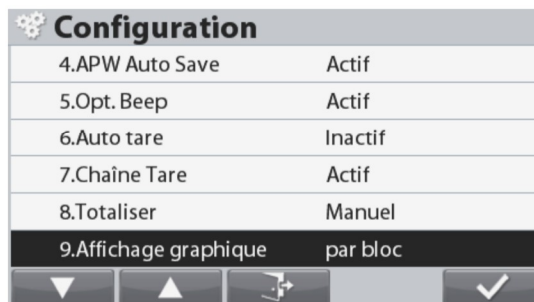 Configuration
4.APW Auto Save Actif
5.Opt. Beep Actif
6.Auto tare Inactif
7.Chaîne Tare Actif
8.Totaliser Manuel
9.Affichage graphique par bloc